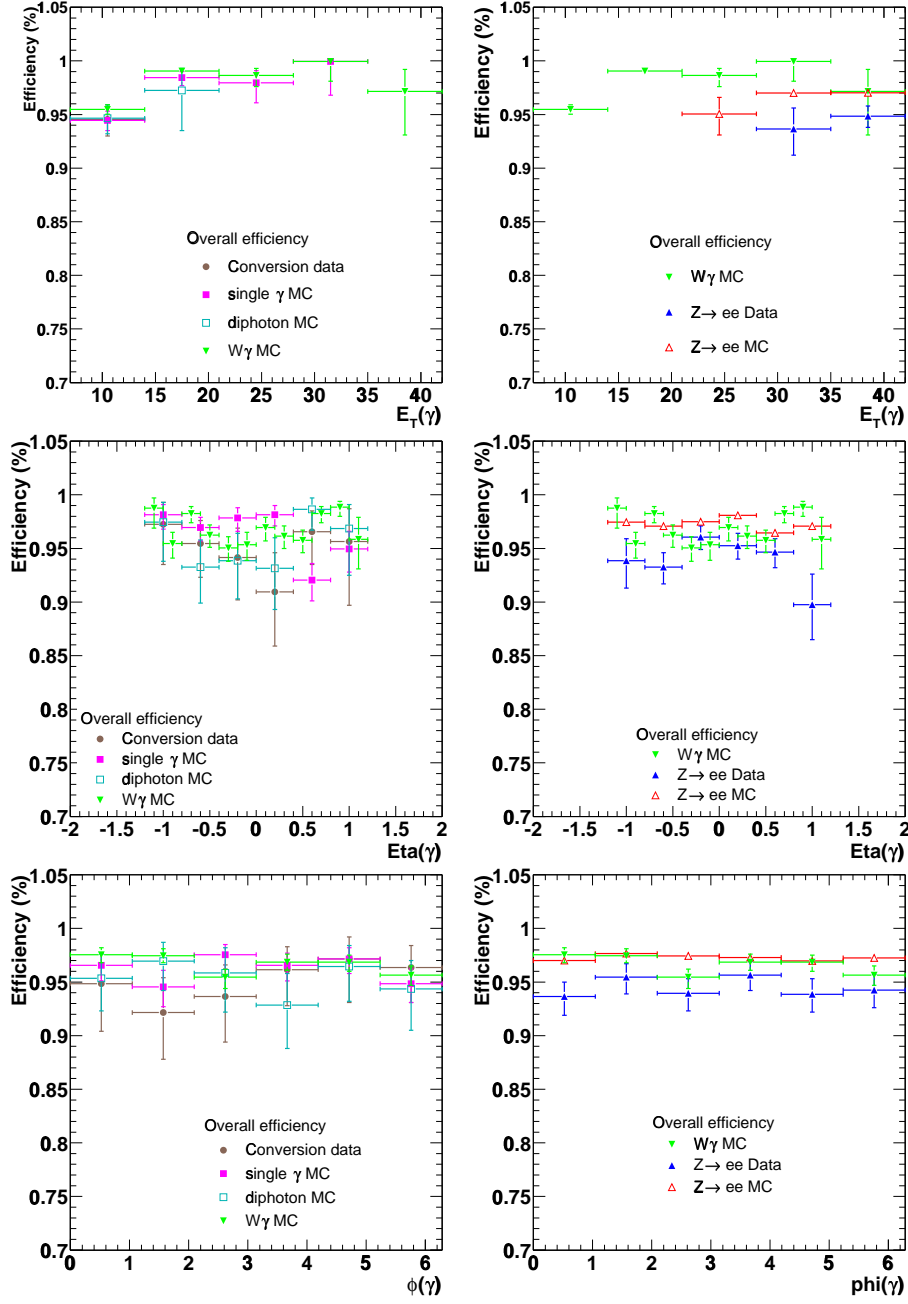 Efficiency (%)
1.05
1
0.95
0.9
0.85
0.8
0.75
0.7
Overall efficiency
Conversion data
single γ MC
diphoton MC
Wγ MC
10 15 20 25 30 35 40
E_T(γ)
Efficiency (%)
1.05
1
0.95
0.9
0.85
0.8
0.75
0.7
Overall efficiency
Wγ MC
Z→ ee Data
Z→ ee MC
10 15 20 25 30 35 40
E_T(γ)
Efficiency (%)
1.05
1
0.95
0.9
0.85
0.8
0.75
0.7
Overall efficiency
Conversion data
single γ MC
diphoton MC
Wγ MC
-2 -1.5 -1 -0.5 0 0.5 1 1.5 2
Eta(γ)
Efficiency (%)
1.05
1
0.95
0.9
0.85
0.8
0.75
0.7
Overall efficiency
Wγ MC
Z→ ee Data
Z→ ee MC
-2 -1.5 -1 -0.5 0 0.5 1 1.5 2
Eta(γ)
Efficiency (%)
1.05
1
0.95
0.9
0.85
0.8
0.75
0.7
Overall efficiency
Conversion data
single γ MC
diphoton MC
Wγ MC
0 1 2 3 4 5 6
ϕ(γ)
Efficiency (%)
1.05
1
0.95
0.9
0.85
0.8
0.75
0.7
Overall efficiency
Wγ MC
Z→ ee Data
Z→ ee MC
0 1 2 3 4 5 6
phi(γ)